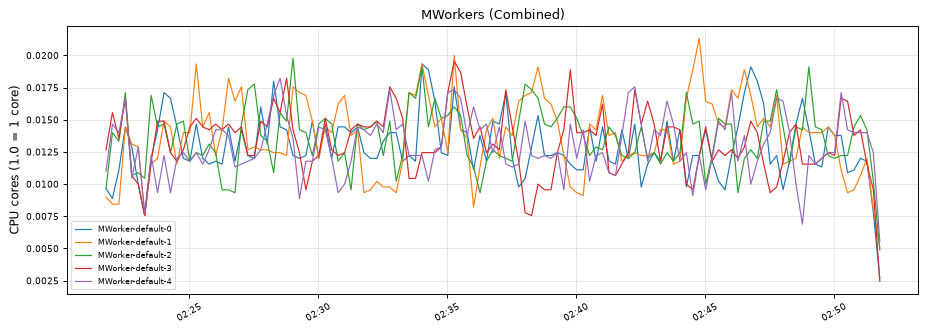 MWorkers (Combined)
CPU cores (1.0 = 1 core)
0.0200
0.0175
0.0150
0.0125
0.0100
0.0075
0.0050
0.0025
MWorker-default-0
MWorker-default-1
MWorker-default-2
MWorker-default-3
MWorker-default-4
02:25
02:30
02:35
02:40
02:45
02:50